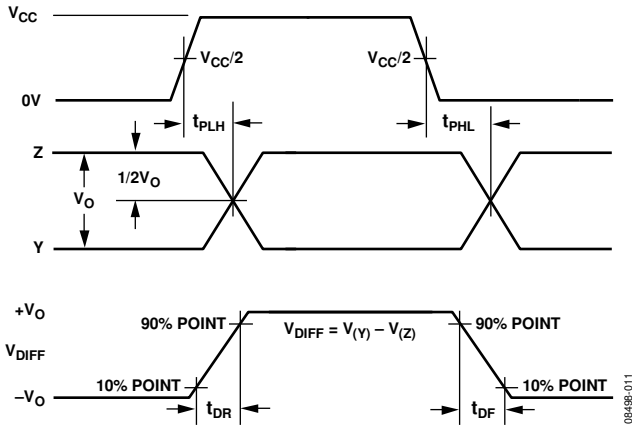 VCC
VCC/2 VCC/2
0V
tPLH tPHL
Z
1/2VO
VO
Y
+VO
90% POINT VDIFF = V(Y) – V(Z) 90% POINT
VDIFF
10% POINT 10% POINT
–VO
tDR tDF
08498-011